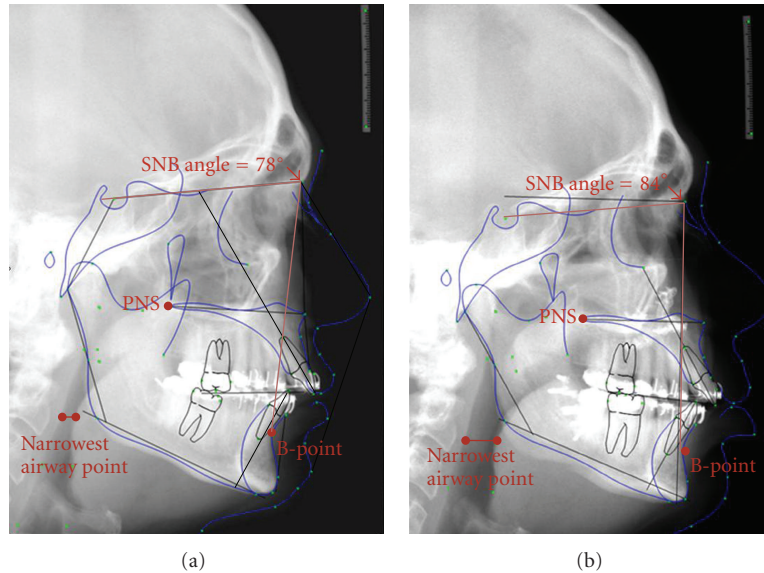 SNB angle = 78°
PNS
B-point
Narrowest
airway point
(a)
SNB angle = 84°
PNS
B-point
Narrowest
airway point
(b)